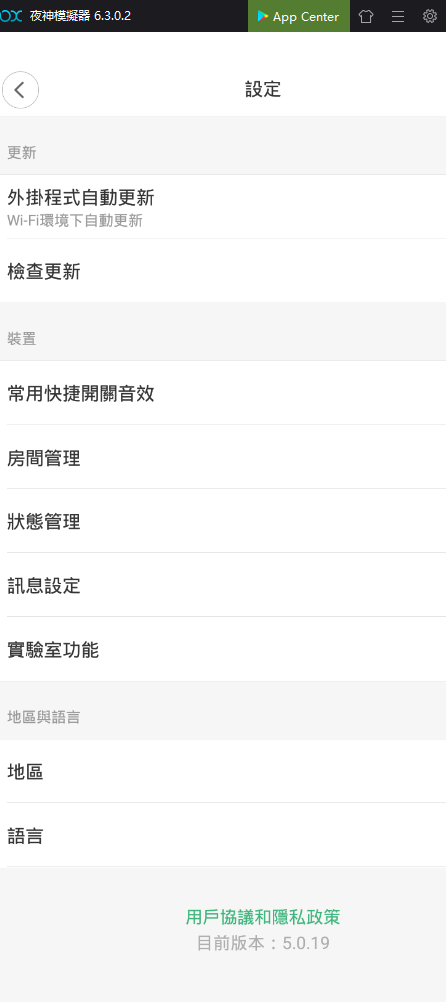 夜神模擬器 6.3.0.2
App Center
設定
更新
外掛程式自動更新
Wi-Fi環境下自動更新
檢查更新
裝置
常用快捷開關音效
房間管理
狀態管理
訊息設定
實驗室功能
地區與語言
地區
語言
用戶協議和隱私政策
目前版本：5.0.19